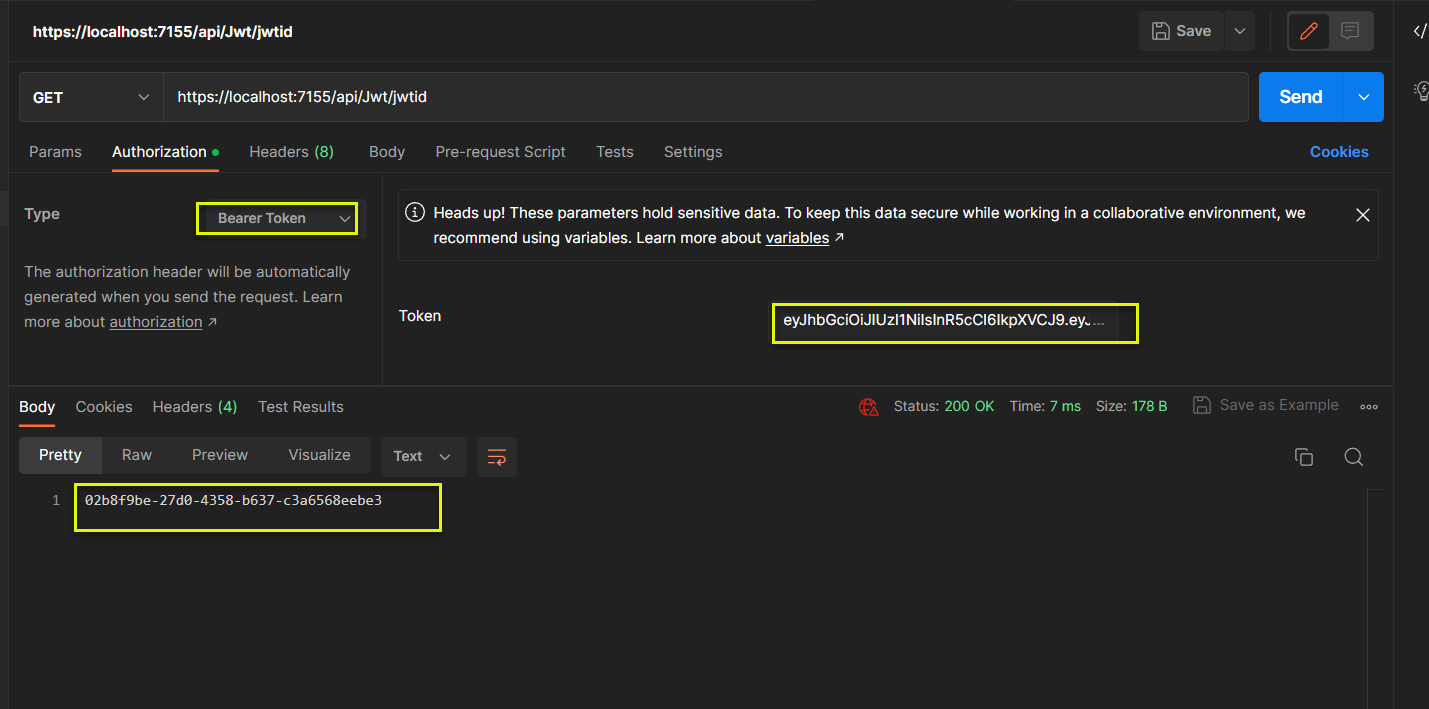 https://localhost:7155/api/Jwt/jwtid
Save
GET
https://localhost:7155/api/Jwt/jwtid
Send
Params Authorization Headers (8) Body Pre-request Script Tests Settings Cookies
Type
Bearer Token
The authorization header will be automatically
generated when you send the request. Learn
more about authorization ↗
Heads up! These parameters hold sensitive data. To keep this data secure while working in a collaborative environment, we
recommend using variables. Learn more about variables ↗
Token
eyJhbGciOiJIUzI1NiIsInR5cCI6IkpXVCJ9.eyJ...
Body Cookies Headers (4) Test Results
Status: 200 OK Time: 7 ms Size: 178 B Save as Example
Pretty Raw Preview Visualize Text
1 02b8f9be-27d0-4358-b637-c3a6568eebe3